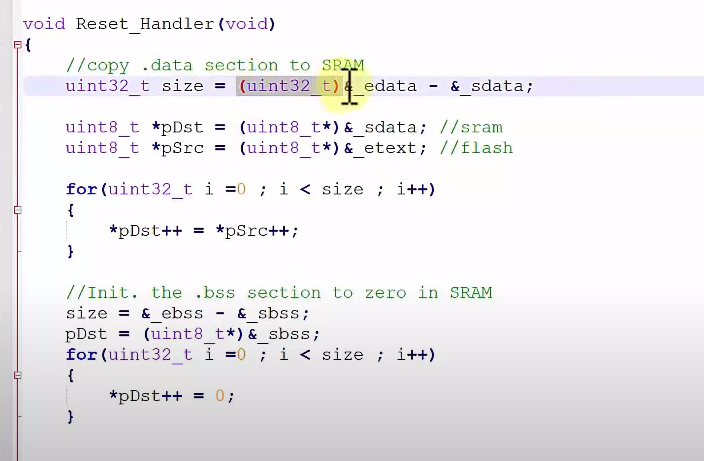 void Reset_Handler(void)
{
//copy .data section to SRAM
uint32_t size = (uint32_t)&_edata - &_sdata;
uint8_t *pDst = (uint8_t*)&_sdata; //sram
uint8_t *pSrc = (uint8_t*)&_etext; //flash
for(uint32_t i =0 ; i < size ; i++)
{
*pDst++ = *pSrc++;
}
//Init. the .bss section to zero in SRAM
size = &_ebss - &_sbss;
pDst = (uint8_t*)&_sbss;
for(uint32_t i =0 ; i < size ; i++)
{
*pDst++ = 0;
}